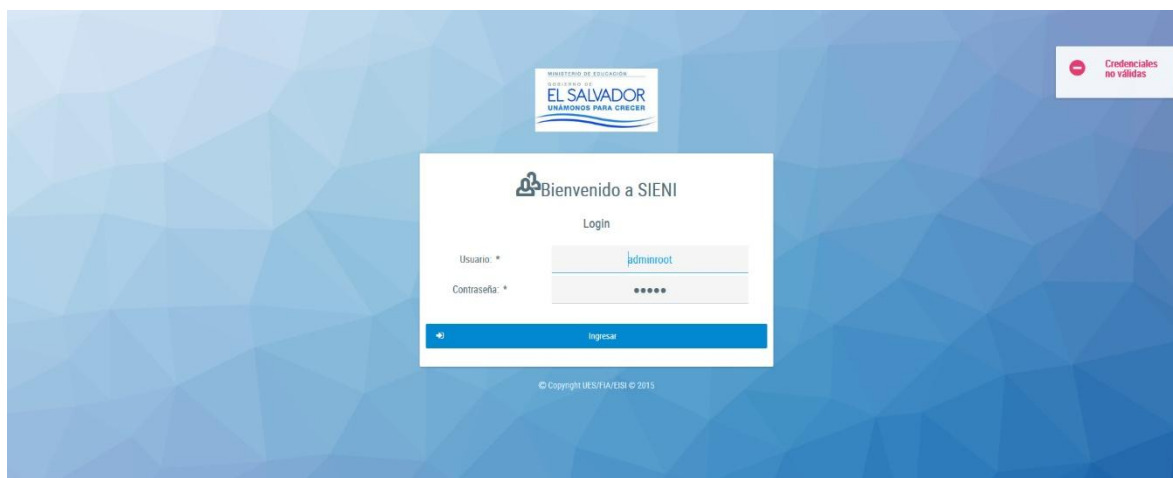 MINISTERIO DE EDUCACIÓN
GOBIERNO DE
EL SALVADOR
UNÁMONOS PARA CRECER
Credenciales
no válidas
Bienvenido a SIENI
Login
Usuario: *
adminroot
Contraseña: *
•••••
Ingresar
© Copyright UES/FIA/EISI © 2015